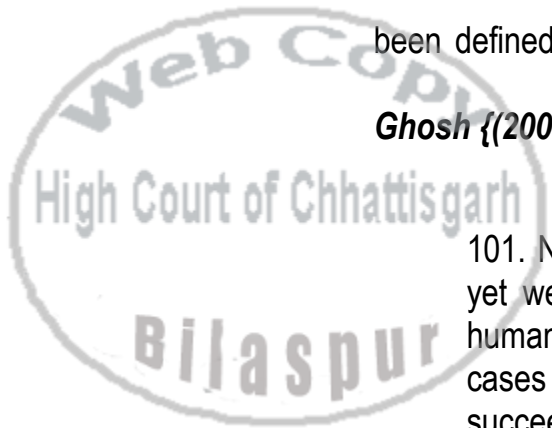 been defined
Ghosh {(200
Web Copy
High Court of Chhattisgarh
Bilaspur
101. N
yet we
human
cases
succee